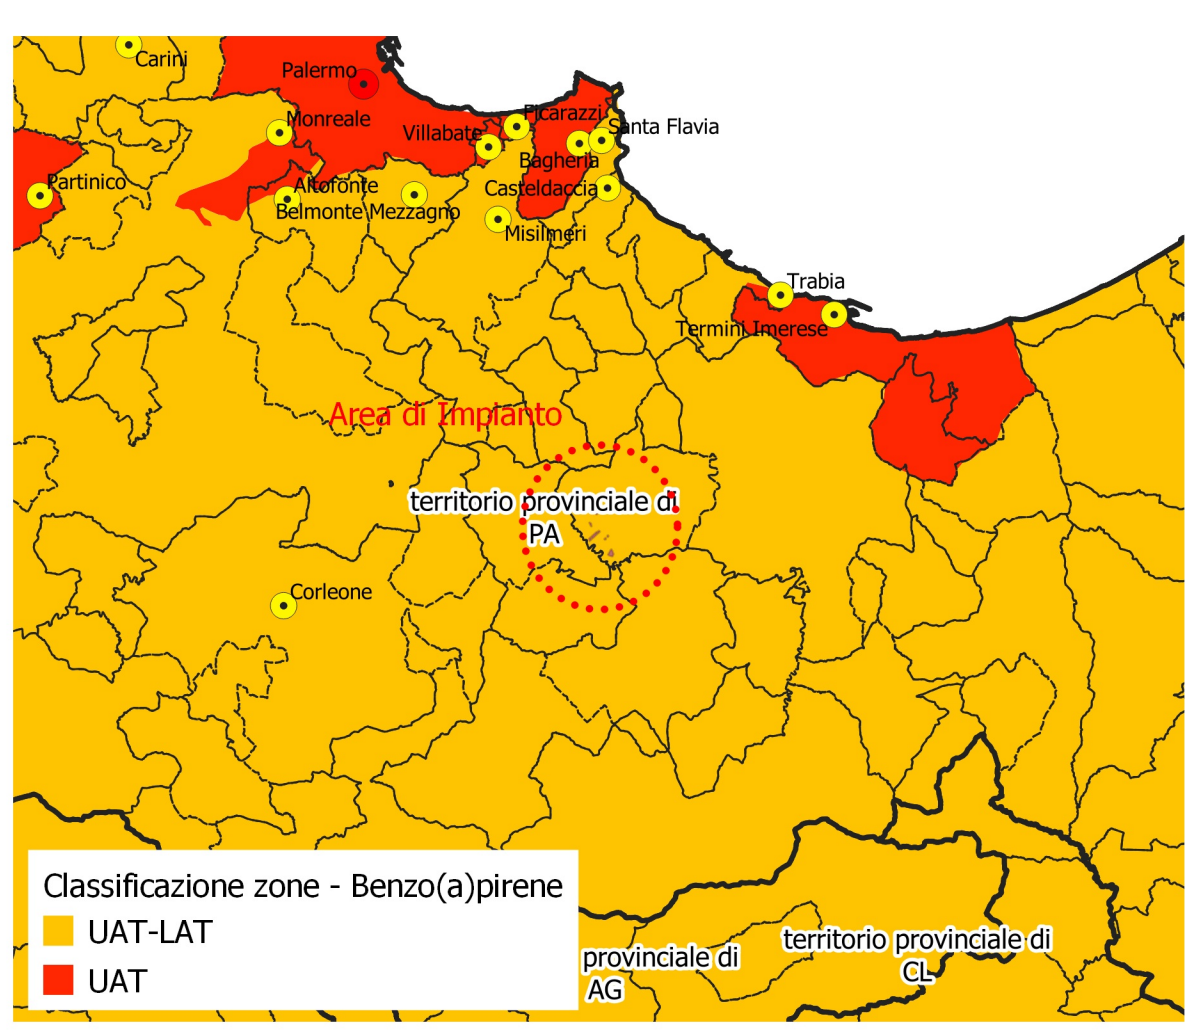 Carini
Palermo
Monreale
Ficarazzi
Villabate
Santa Flavia
Bagheria
Partinico
Altofonte
Casteldaccia
Belmonte Mezzagno
Misilmeri
Trabia
Termini Imerese
Area di Impianto
territorio provinciale di
PA
Corleone
Classificazione zone - Benzo(a)pirene
UAT-LAT
UAT
provinciale di
AG
territorio provinciale di
CL